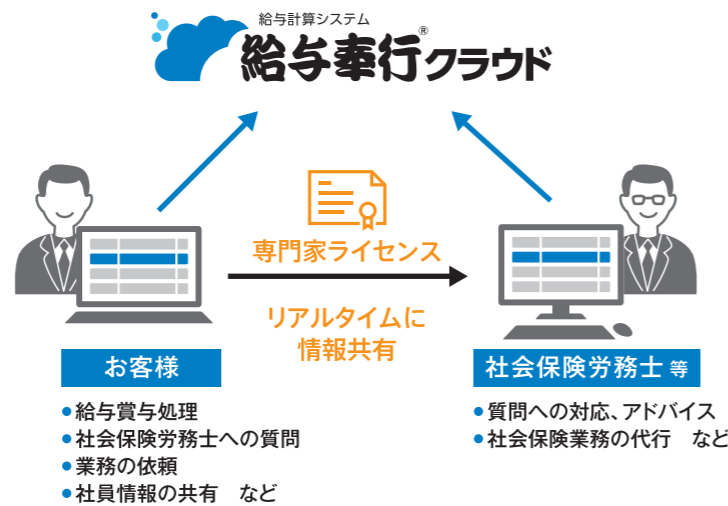 給与計算システム
給与奉行®クラウド
専門家ライセンス
リアルタイムに
情報共有
お客様
• 給与賞与処理
• 社会保険労務士への質問
• 業務の依頼
• 社員情報の共有　など
社会保険労務士 等
• 質問への対応、アドバイス
• 社会保険業務の代行　など